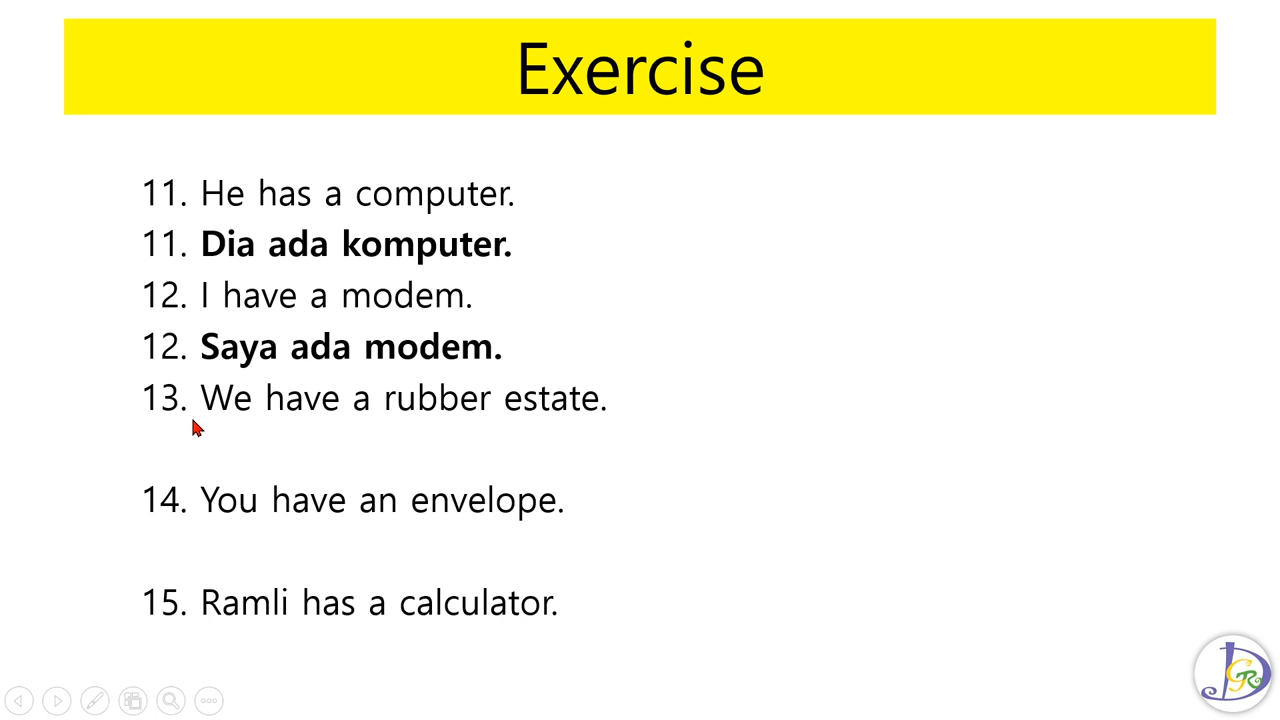 Exercise
11. He has a computer.
11. Dia ada komputer.
12. I have a modem.
12. Saya ada modem.
13. We have a rubber estate.
14. You have an envelope.
15. Ramli has a calculator.